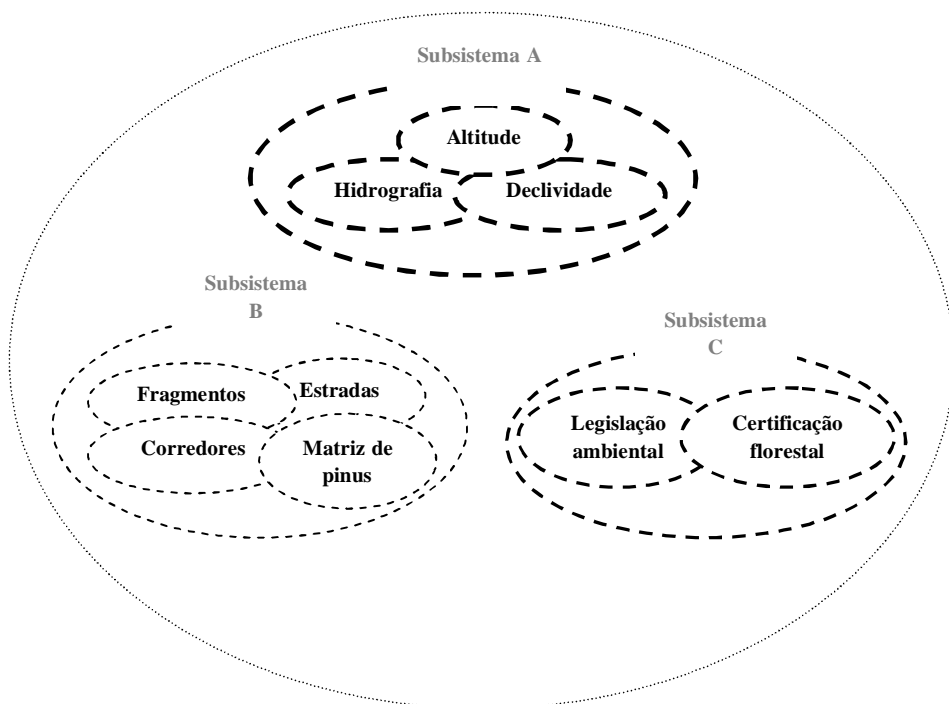 Subsistema A
Altitude
Hidrografia
Declividade
Subsistema
B
Fragmentos
Estradas
Corredores
Matriz de
pinus
Subsistema
C
Legislação
ambiental
Certificação
florestal